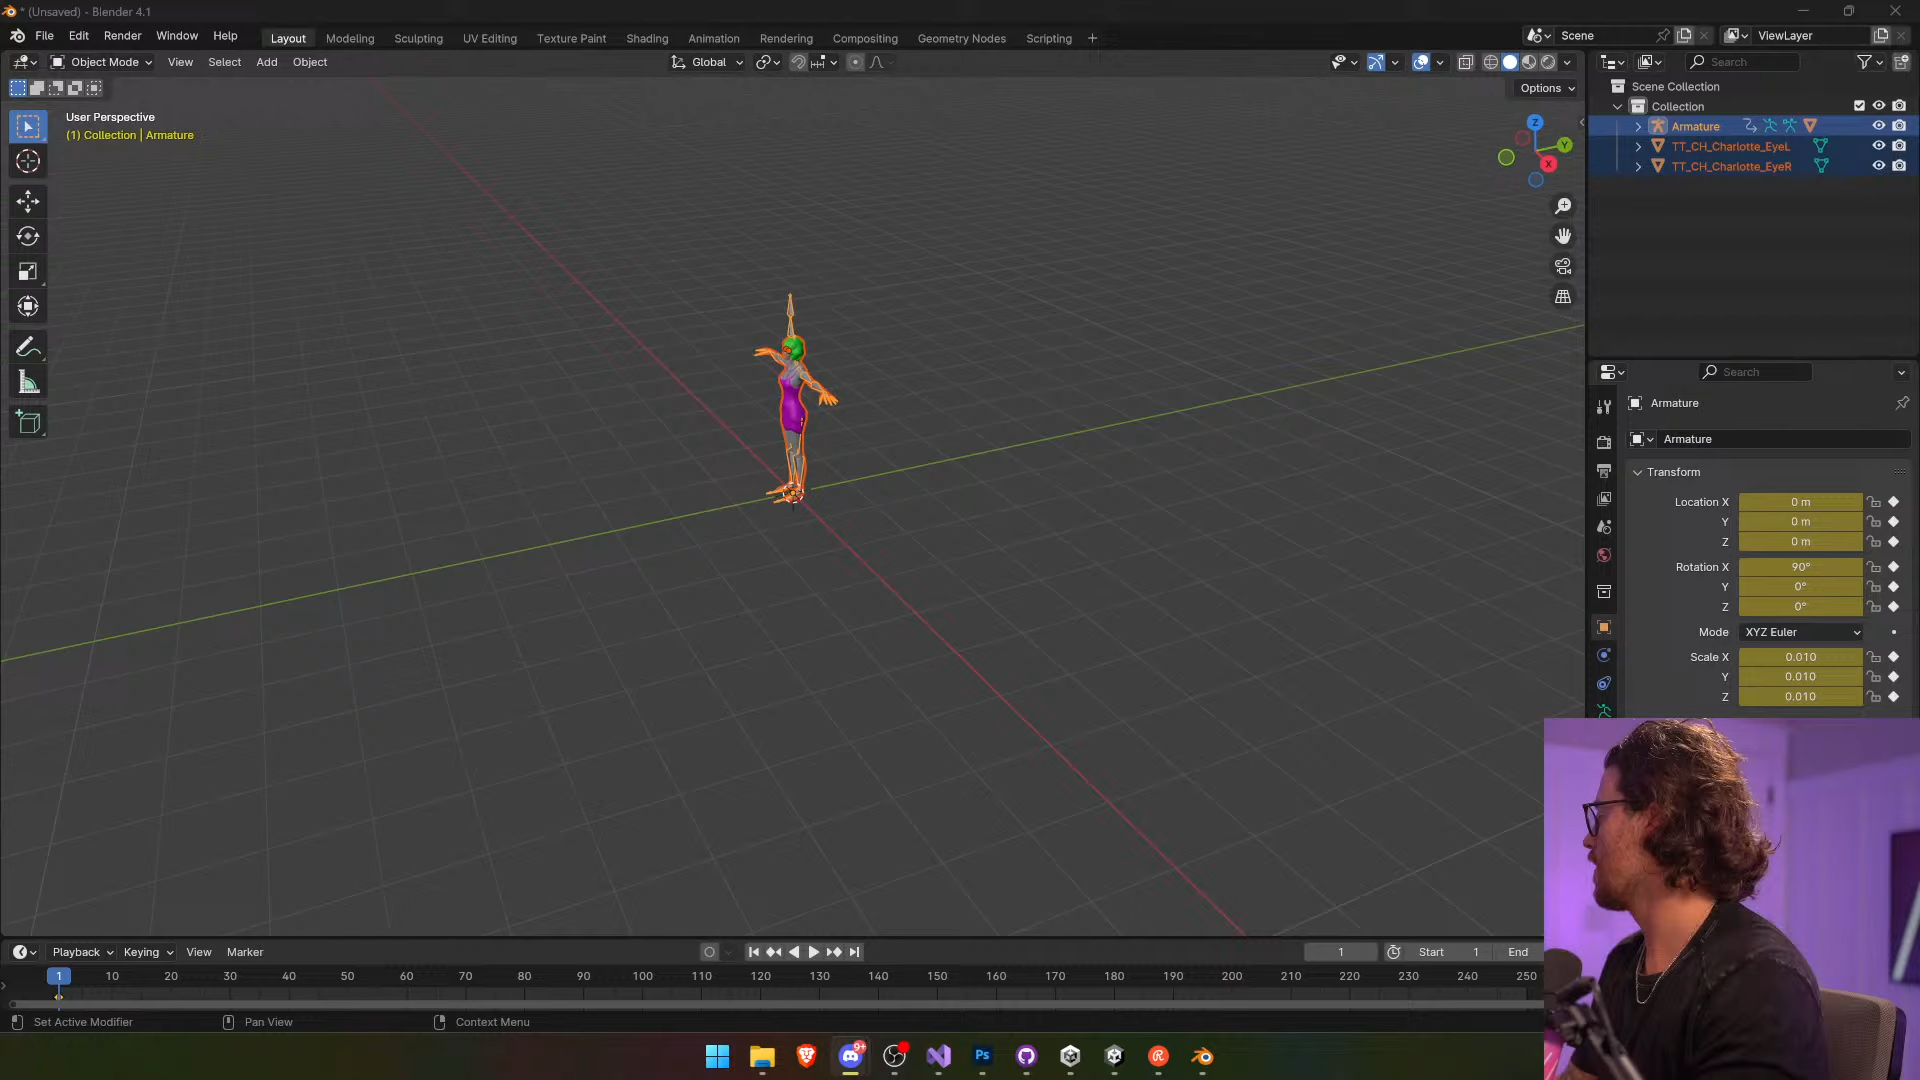 * (Unsaved) - Blender 4.1
File Edit Render Window Help
Layout Modeling Sculpting UV Editing Texture Paint Shading Animation Rendering Compositing Geometry Nodes Scripting +
Scene
ViewLayer
Object Mode View Select Add Object
Global
Search
Options
User Perspective
(1) Collection | Armature
Z
Y
X
Scene Collection
Collection
Armature
TT_CH_Charlotte_EyeL
TT_CH_Charlotte_EyeR
Search
Armature
Armature
Transform
Location X 0 m
Y 0 m
Z 0 m
Rotation X 90°
Y 0°
Z 0°
Mode XYZ Euler
Scale X 0.010
Y 0.010
Z 0.010
Playback Keying View Marker
1
Start 1 End
1 10 20 30 40 50 60 70 80 90 100 110 120 130 140 150 160 170 180 190 200 210 220 230 240 250
Set Active Modifier Pan View Context Menu
9+
Ps